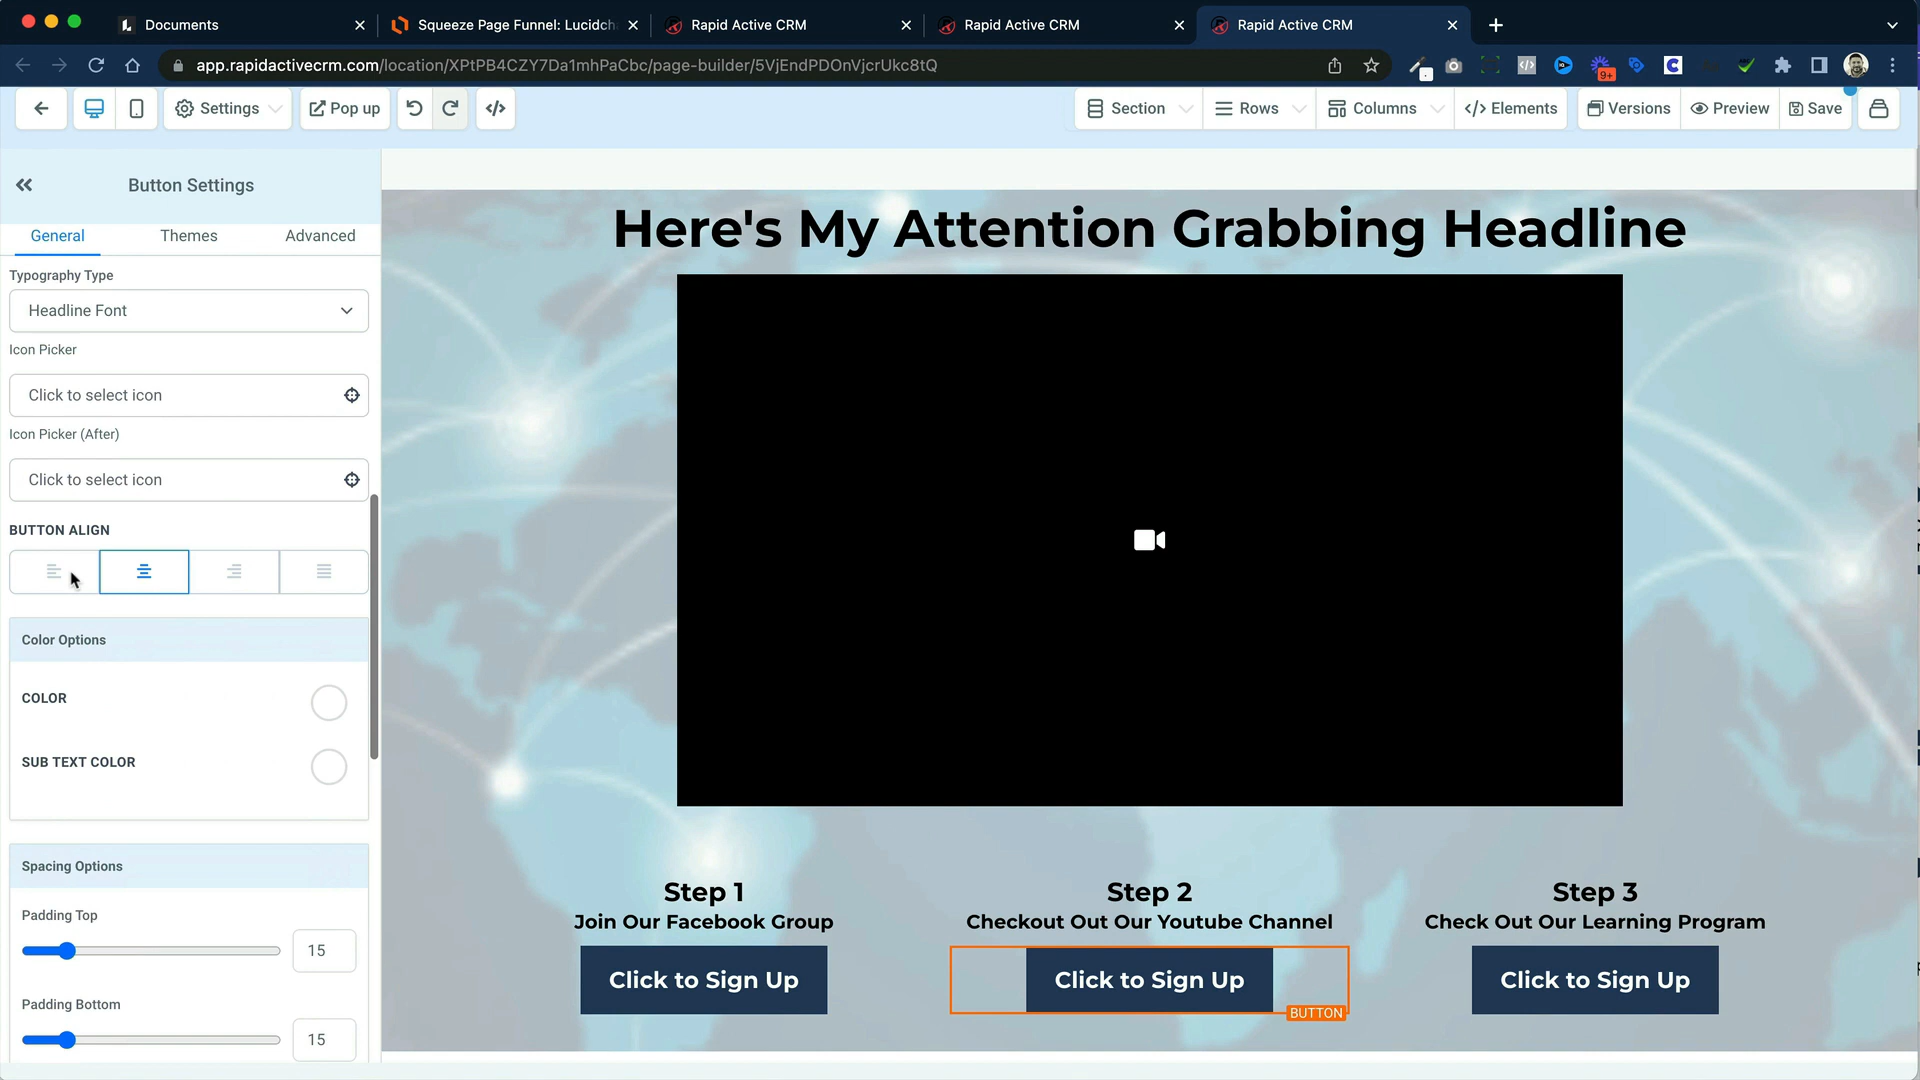 Documents
Squeeze Page Funnel: Lucidch
Rapid Active CRM
Rapid Active CRM
Rapid Active CRM
app.rapidactivecrm.com/location/XPtPB4CZY7Da1mhPaCbc/page-builder/5VjEndPDOnVjcrUkc8tQ
9+
Settings
Pop up
Section
Rows
Columns
Elements
Versions
Preview
Save
Button Settings
General
Themes
Advanced
Typography Type
Headline Font
Icon Picker
Click to select icon
Icon Picker (After)
Click to select icon
BUTTON ALIGN
Color Options
COLOR
SUB TEXT COLOR
Spacing Options
Padding Top
15
Padding Bottom
15
Here's My Attention Grabbing Headline
Step 1
Join Our Facebook Group
Click to Sign Up
Step 2
Checkout Out Our Youtube Channel
Click to Sign Up
BUTTON
Step 3
Check Out Our Learning Program
Click to Sign Up